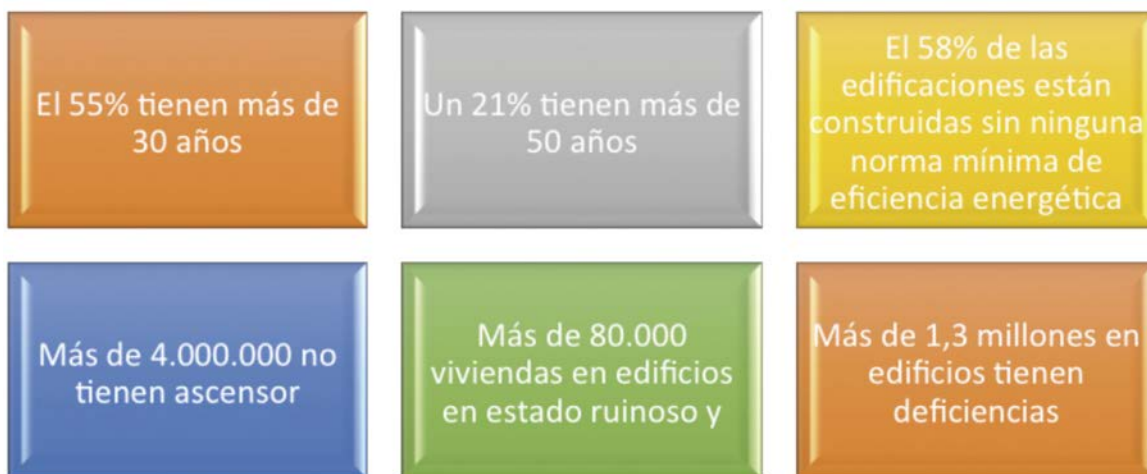 El 55% tienen más de
30 años
Un 21% tienen más de
50 años
El 58% de las
edificaciones están
construidas sin ninguna
norma mínima de
eficiencia energética
Más de 4.000.000 no
tienen ascensor
Más de 80.000
viviendas en edificios
en estado ruinoso y
Más de 1,3 millones en
edificios tienen
deficiencias